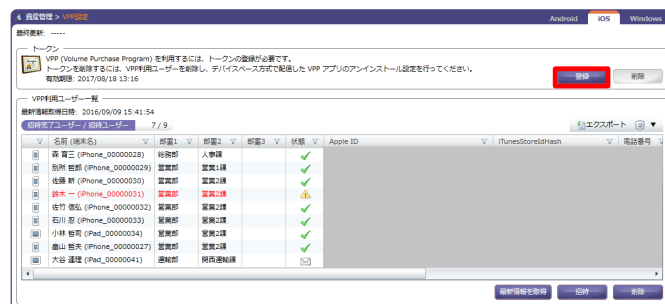 資産管理 > VPP設定
Android iOS Windows
最終更新: -----
トークン
VPP (Volume Purchase Program) を利用するには、トークンの登録が必要です。
トークンを削除するには、VPP利用ユーザーを削除し、デバイスベース方式で配信した VPP アプリのアンインストール設定を行ってください。
有効期限: 2017/08/18 13:16
登録 削除
VPP利用ユーザー一覧
最新情報取得日時: 2016/09/09 15:41:54
招待完了ユーザー / 招待ユーザー 7 / 9
エクスポート
名前 (端末名) 部署1 部署2 部署3 状態 Apple ID iTunesStoreIdHash 電話番号
森 育三 (iPhone_00000028) 総務部 人事課
別所 哲郎 (iPhone_00000029) 営業部 営業1課
佐藤 新 (iPhone_00000030) 営業部 営業2課
鈴木 一 (iPhone_00000031) 営業部 営業2課
佐竹 信弘 (iPhone_00000032) 営業部 営業2課
石川 忍 (iPhone_00000033) 営業部 営業2課
小林 哲司 (iPad_00000034) 営業部 営業2課
畠山 哲夫 (iPhone_00000027) 営業部 営業2課
大谷 連理 (iPad_00000041) 運輸部 関西運輸課
最新情報を取得 招待 削除